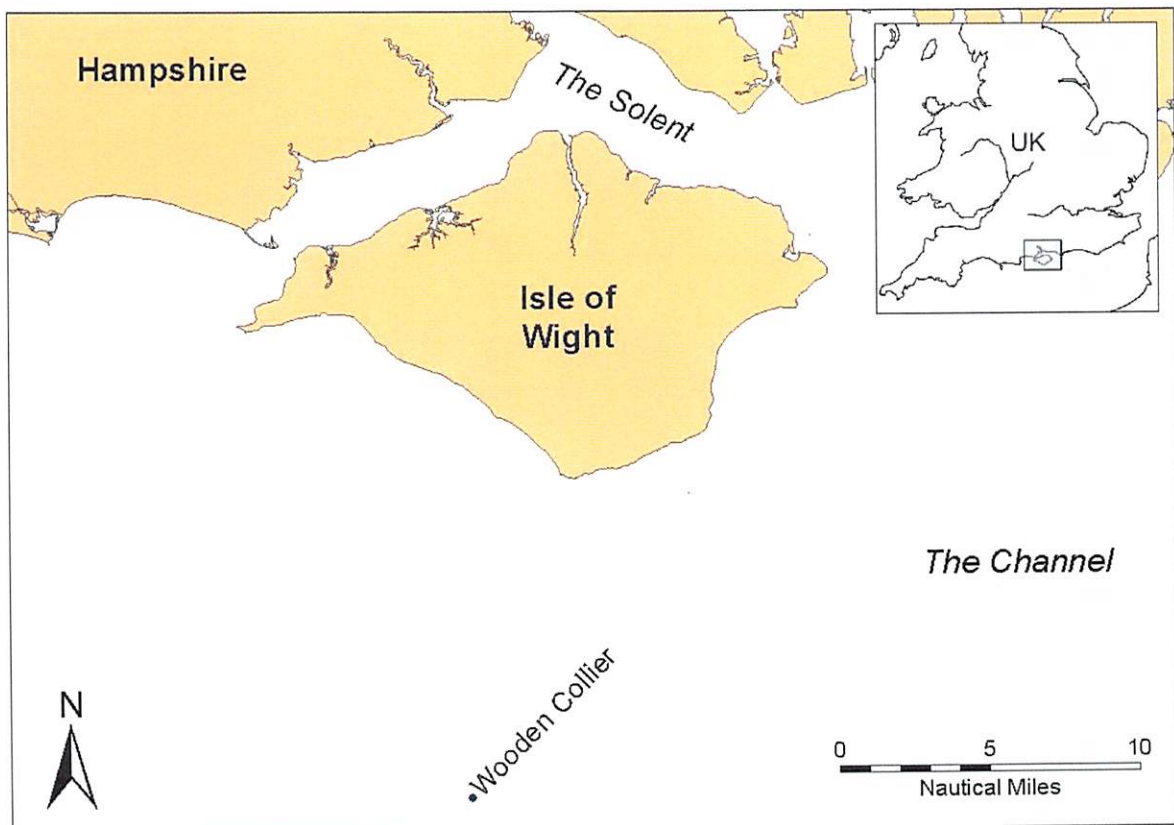 Hampshire
The Solent
UK
Isle of
Wight
The Channel
Wooden Collier
N
0 5 10
Nautical Miles